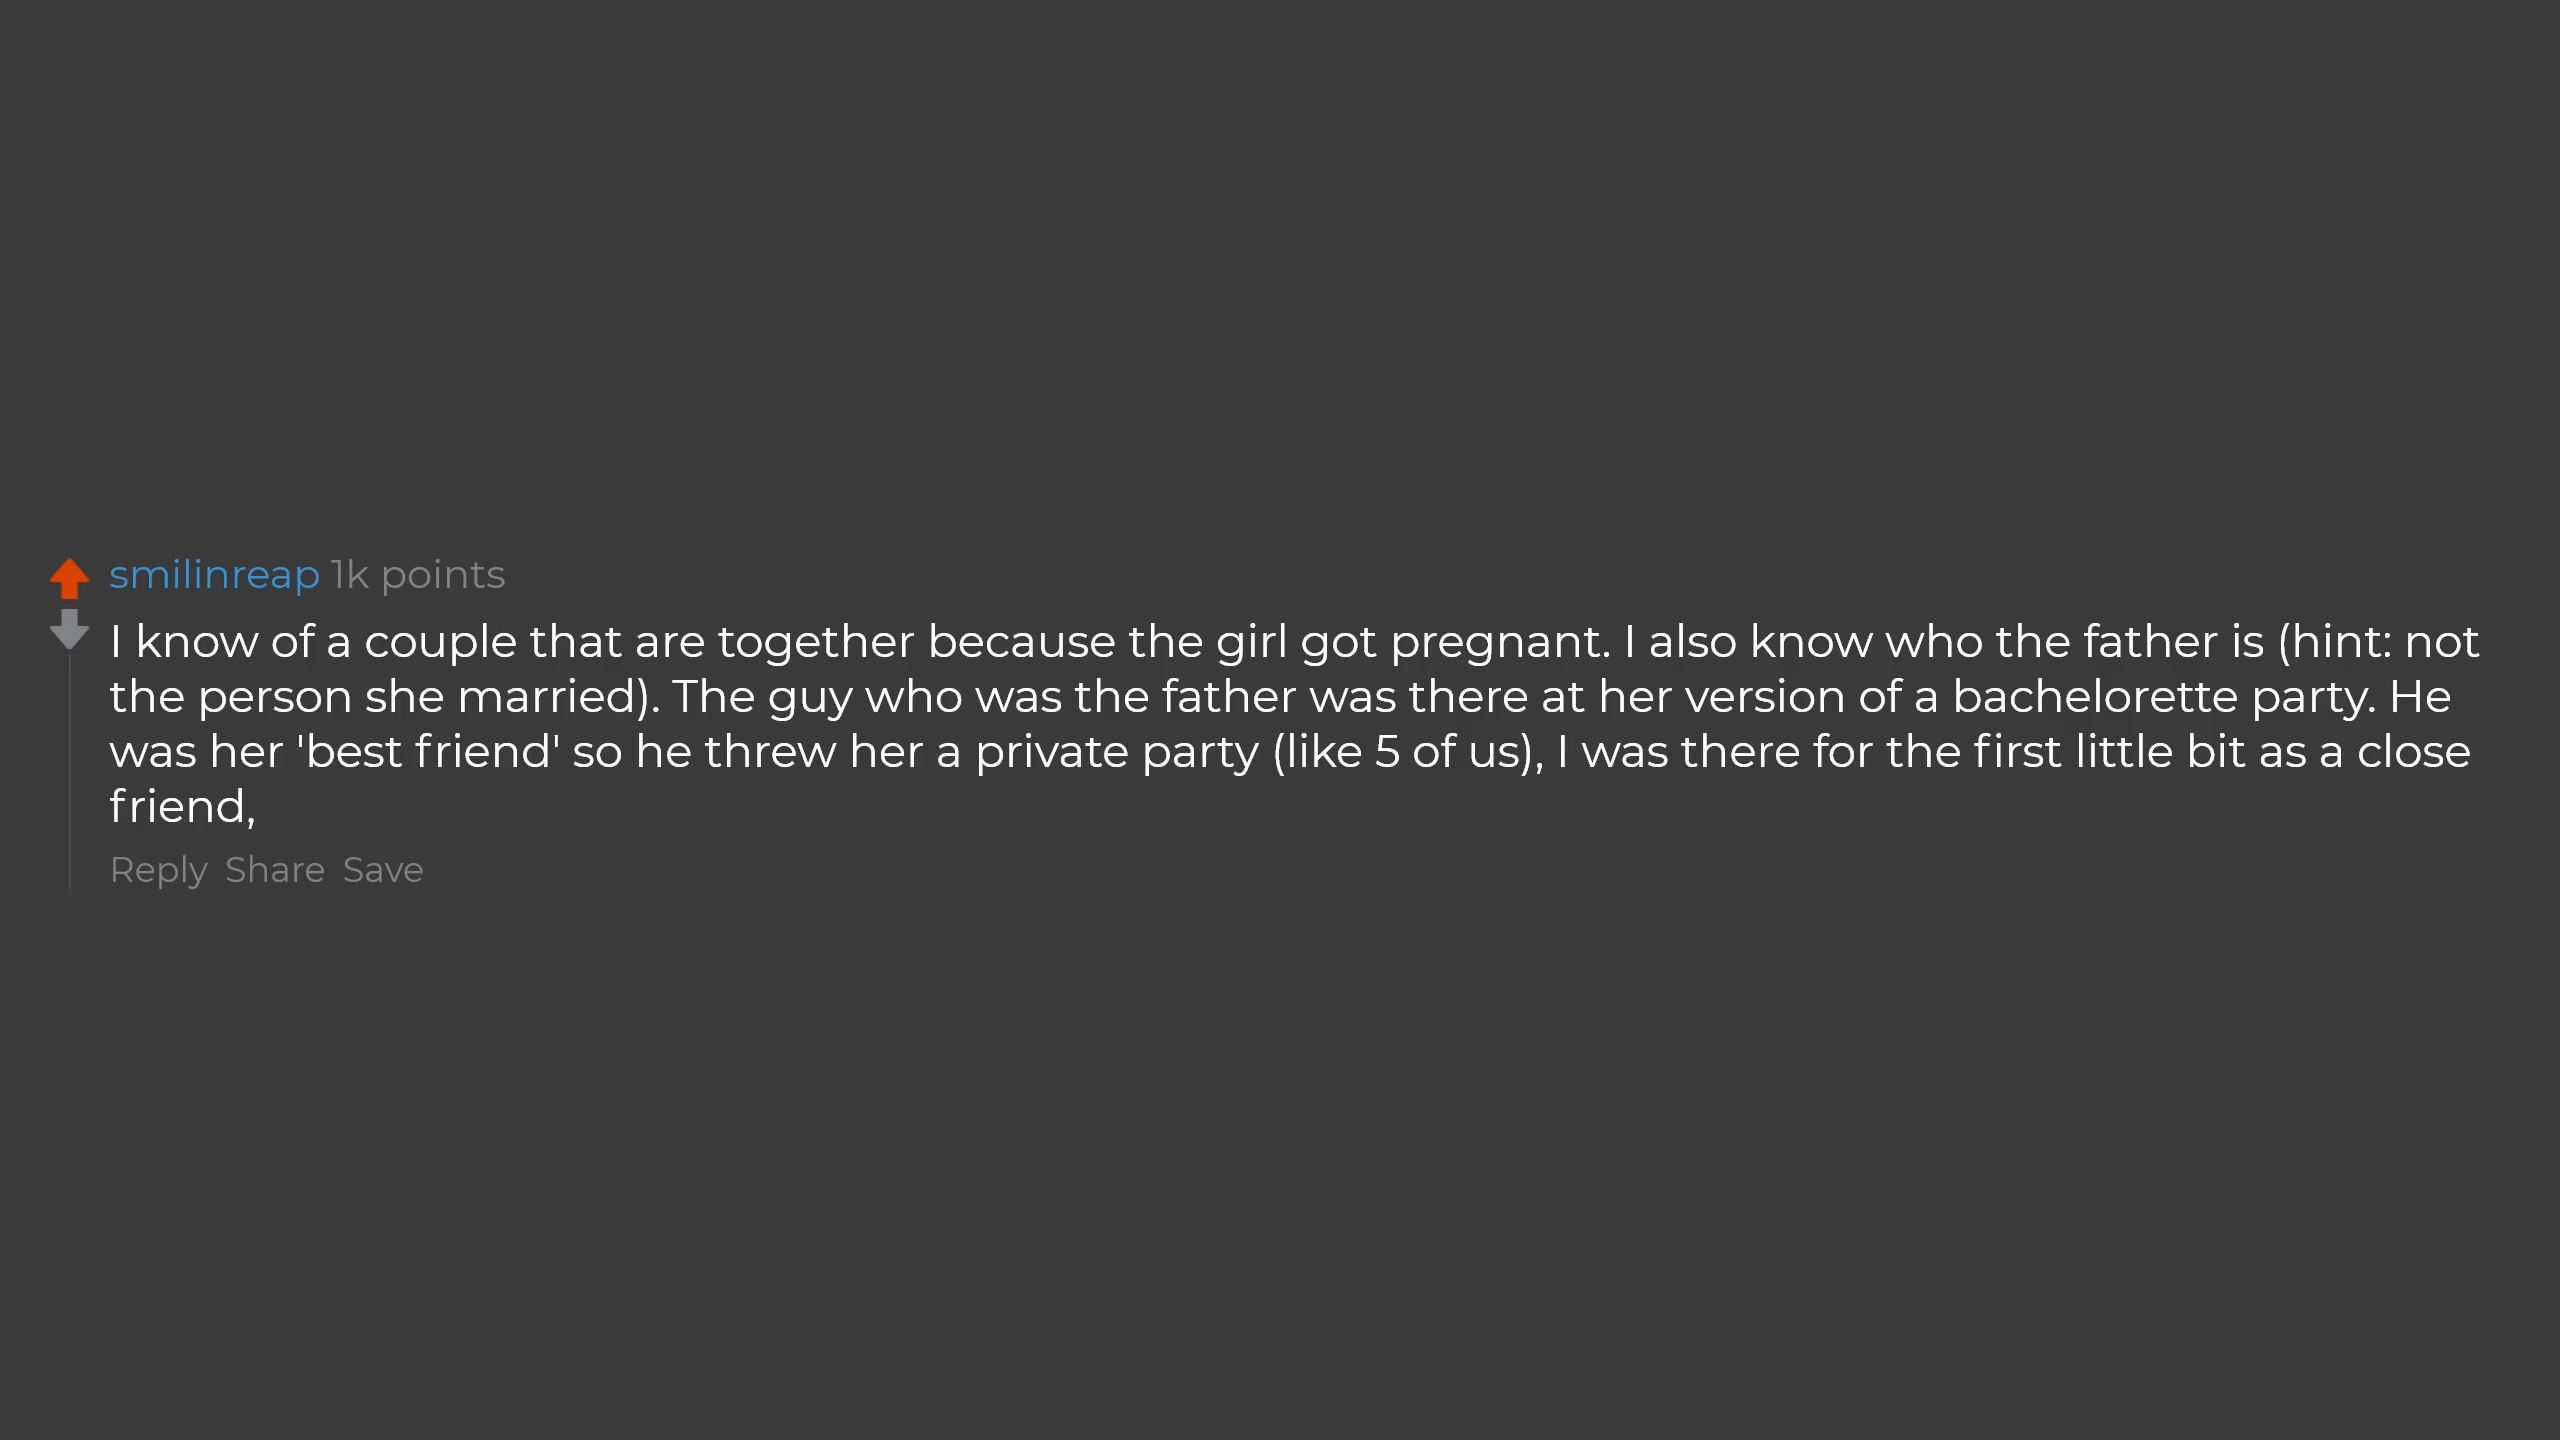 smilinreap 1k points
I know of a couple that are together because the girl got pregnant. I also know who the father is (hint: not
the person she married). The guy who was the father was there at her version of a bachelorette party. He
was her 'best friend' so he threw her a private party (like 5 of us), I was there for the first little bit as a close
friend,
Reply Share Save